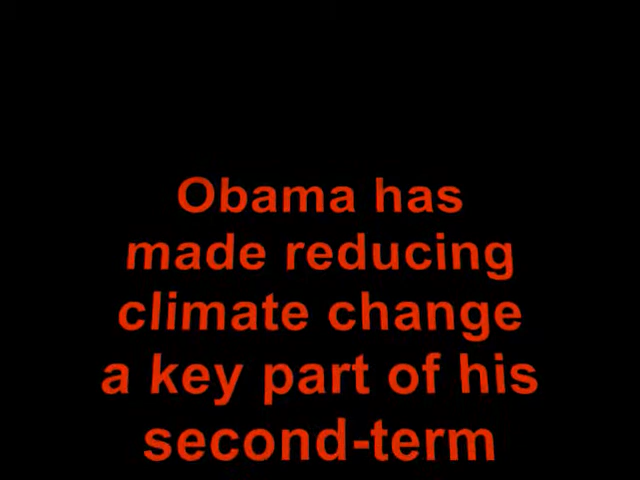 Obama has
made reducing
climate change
a key part of his
second-term